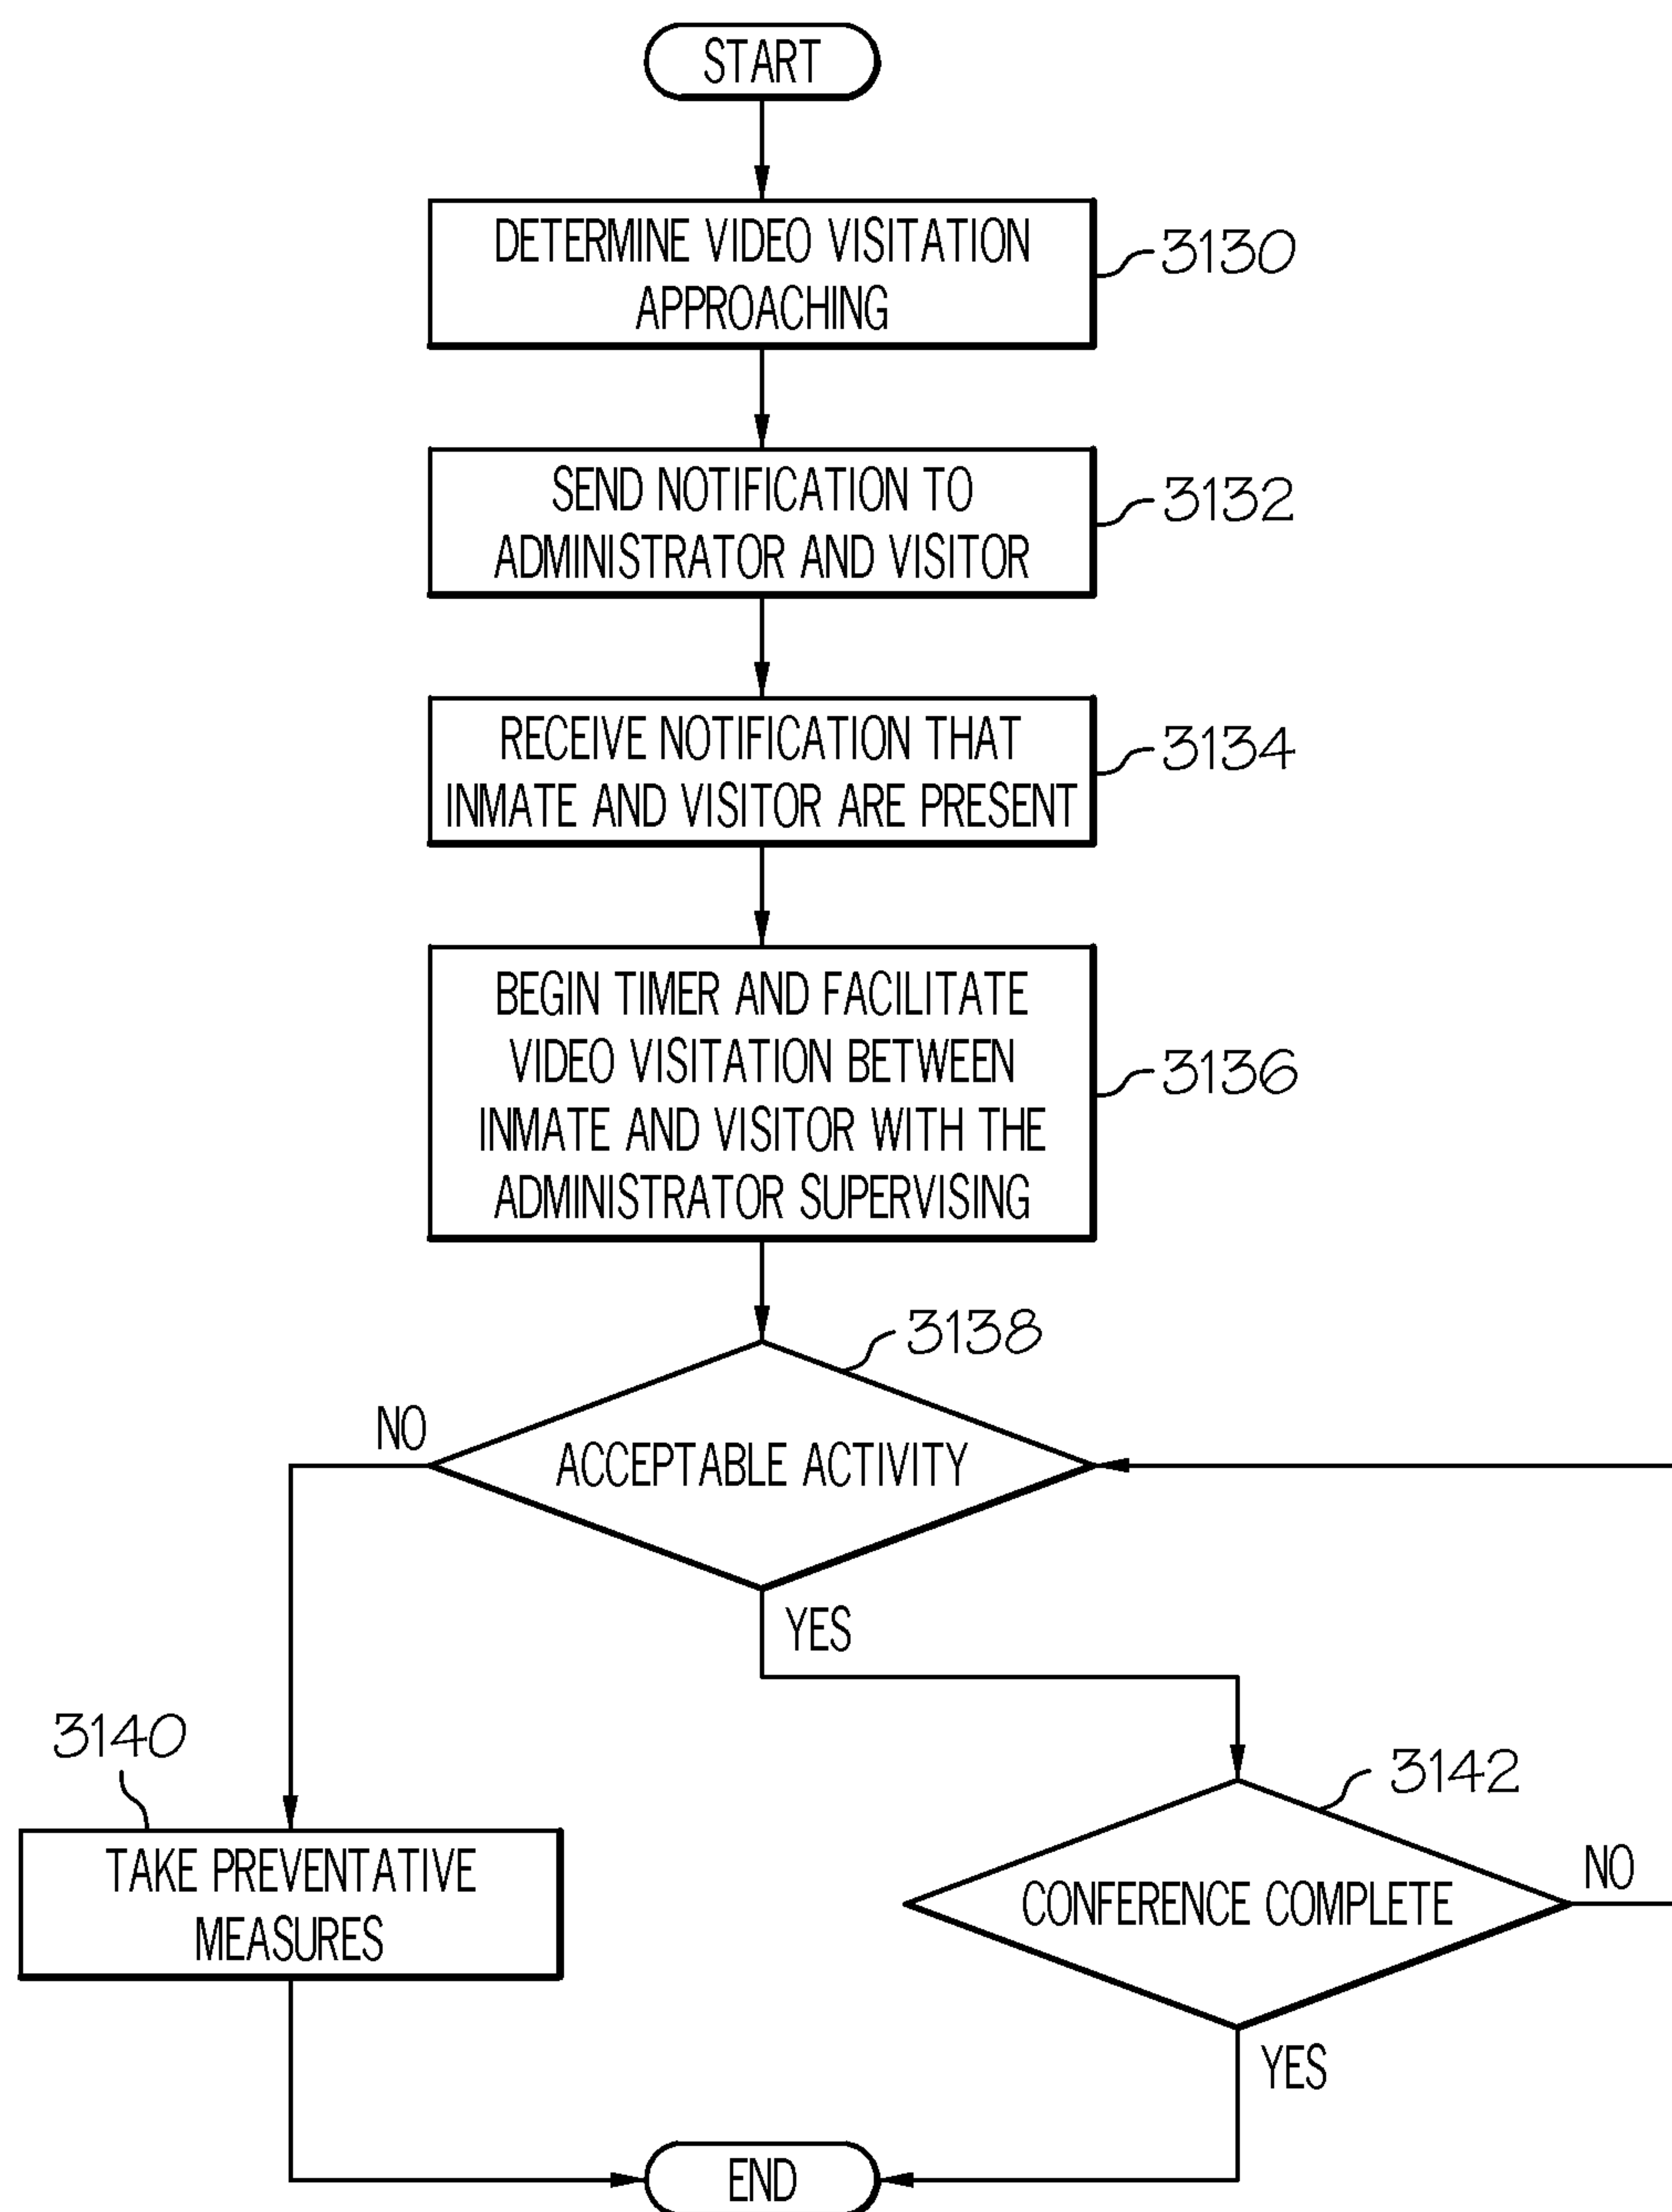 START
DETERMINE VIDEO VISITATION
APPROACHING
3130
SEND NOTIFICATION TO
ADMINISTRATOR AND VISITOR
3132
RECEIVE NOTIFICATION THAT
INMATE AND VISITOR ARE PRESENT
3134
BEGIN TIMER AND FACILITATE
VIDEO VISITATION BETWEEN
INMATE AND VISITOR WITH THE
ADMINISTRATOR SUPERVISING
3136
3138
NO
ACCEPTABLE ACTIVITY
YES
3140
TAKE PREVENTATIVE
MEASURES
3142
NO
CONFERENCE COMPLETE
YES
END